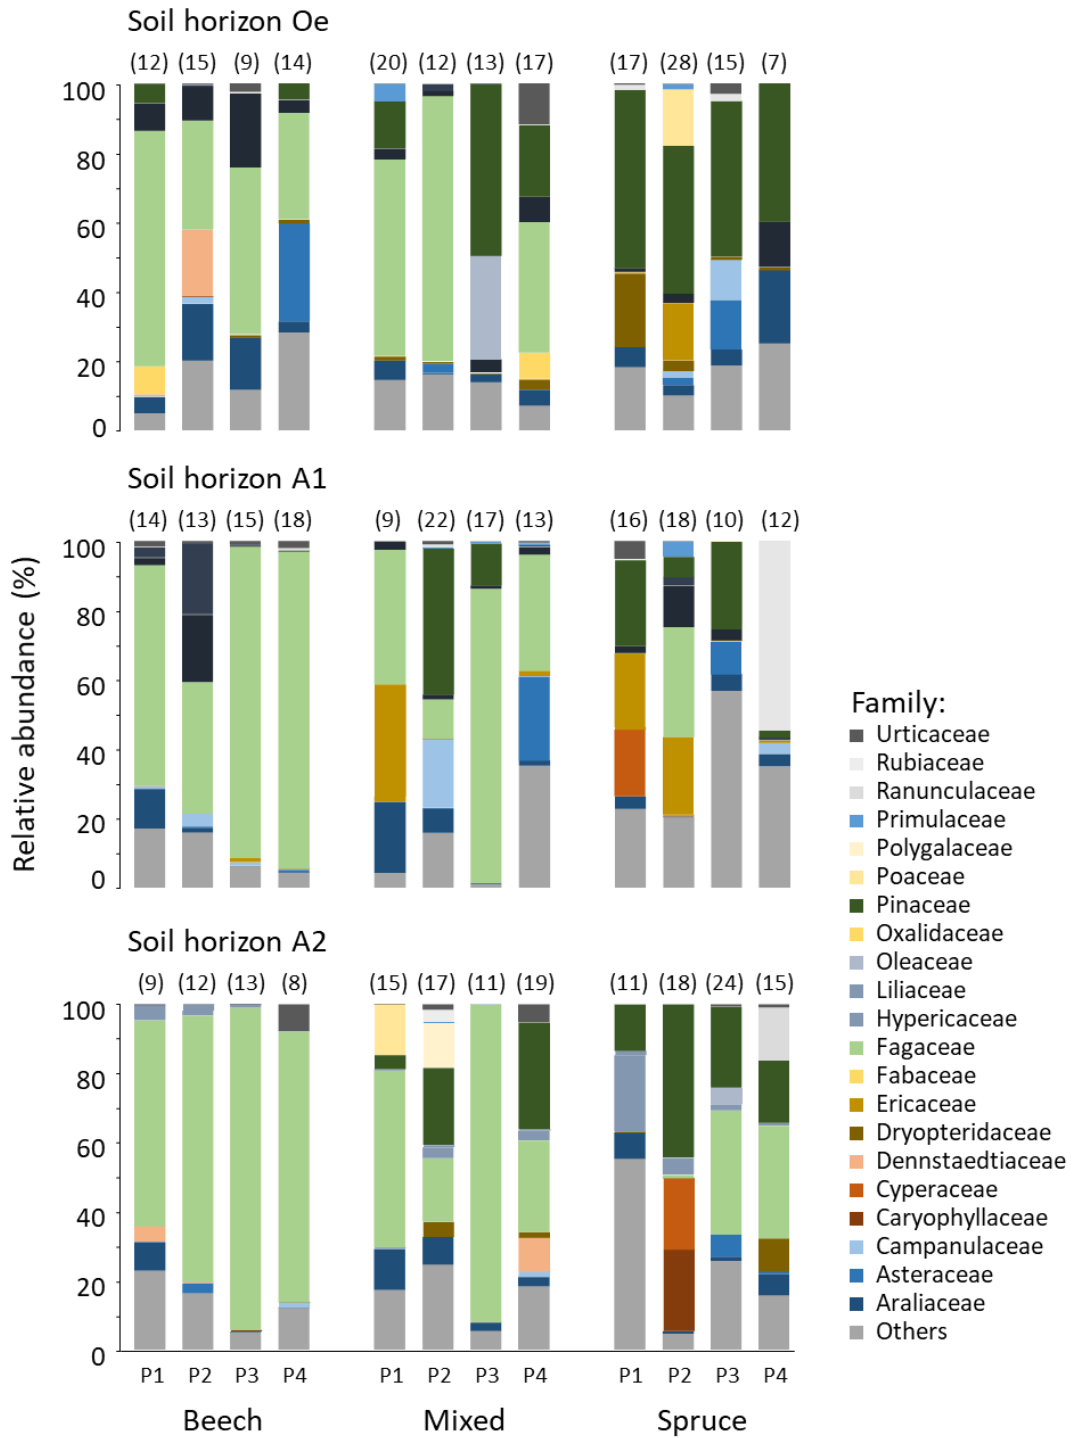 Soil horizon Oe
(12) (15) (9) (14) (20) (12) (13) (17) (17) (28) (15) (7)
100
80
60
40
20
0
Soil horizon A1
(14) (13) (15) (18) (9) (22) (17) (13) (16) (18) (10) (12)
100
80
60
40
20
0
Relative abundance (%)
Soil horizon A2
(9) (12) (13) (8) (15) (17) (11) (19) (11) (18) (24) (15)
100
80
60
40
20
0
P1 P2 P3 P4 P1 P2 P3 P4 P1 P2 P3 P4
Beech Mixed Spruce
Family:
Urticaceae
Rubiaceae
Ranunculaceae
Primulaceae
Polygalaceae
Poaceae
Pinaceae
Oxalidaceae
Oleaceae
Liliaceae
Hypericaceae
Fagaceae
Fabaceae
Ericaceae
Dryopteridaceae
Dennstaedtiaceae
Cyperaceae
Caryophyllaceae
Campanulaceae
Asteraceae
Araliaceae
Others